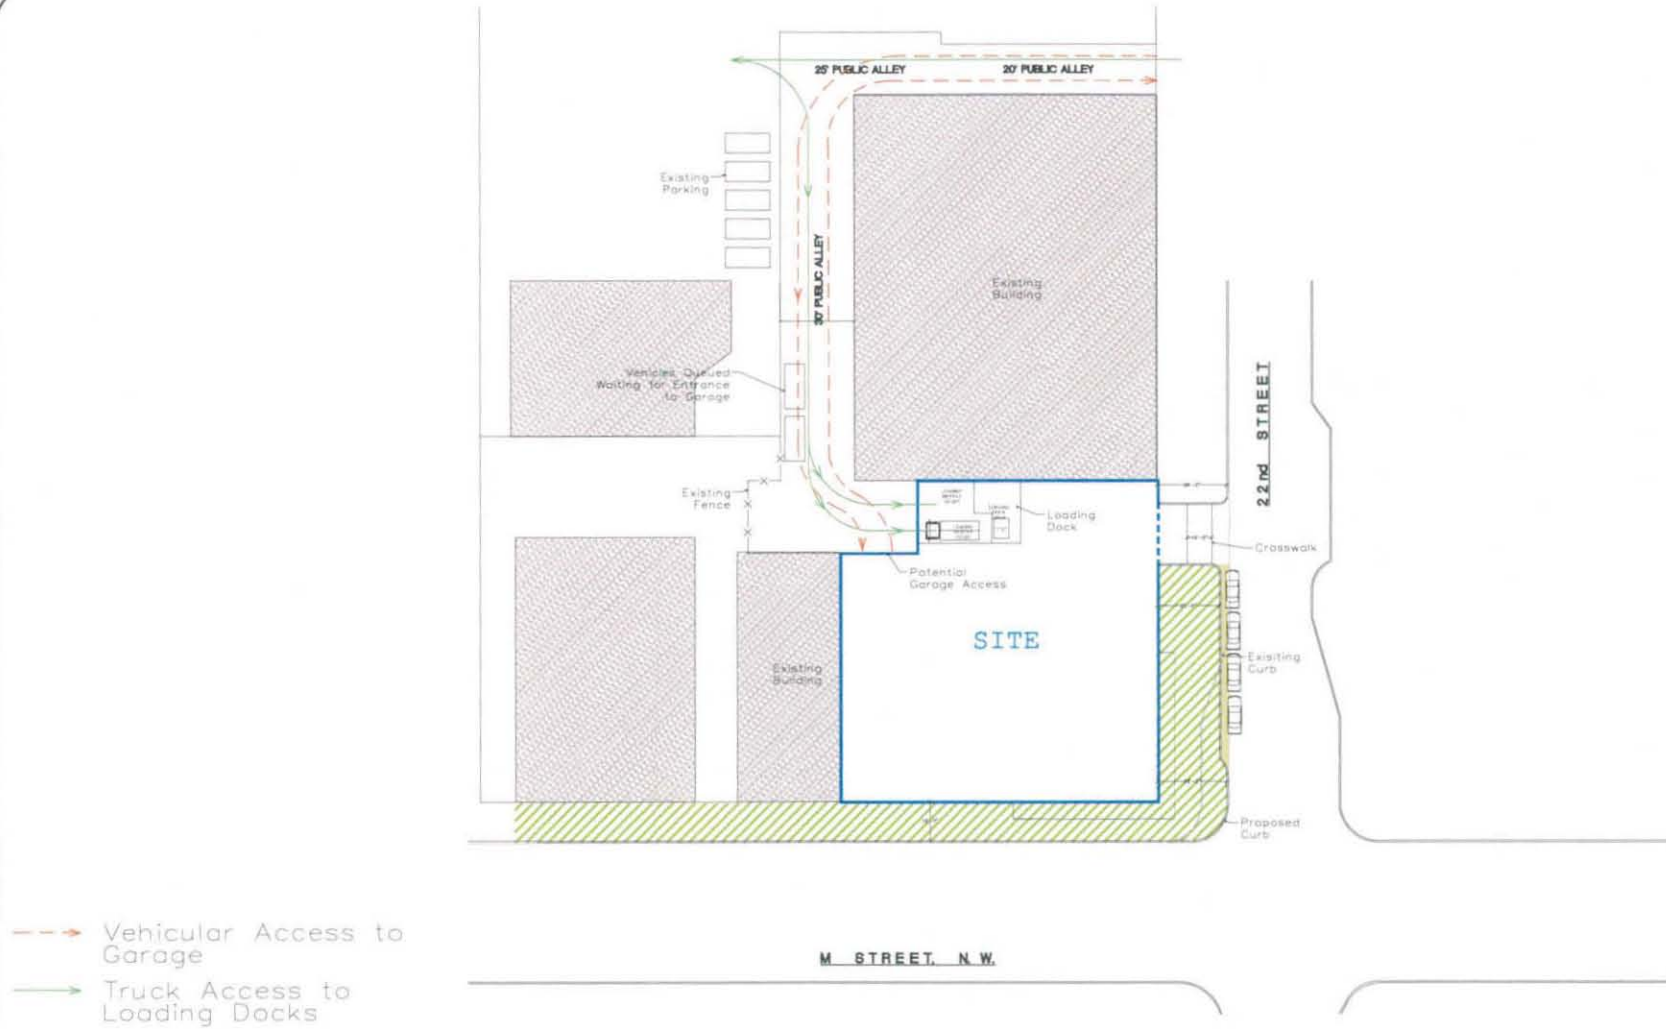 25' PUBLIC ALLEY
20' PUBLIC ALLEY
Existing
Parking
30' PUBLIC ALLEY
Existing
Building
Vehicles Queued
Waiting for Entrance
to Garage
22nd STREET
Existing
Fence
Loading
Dock
Crosswalk
Potential
Garage Access
SITE
Exisiting
Curb
Existing
Building
Proposed
Curb
Vehicular Access to
Garage
M STREET, N.W.
Truck Access to
Loading Docks